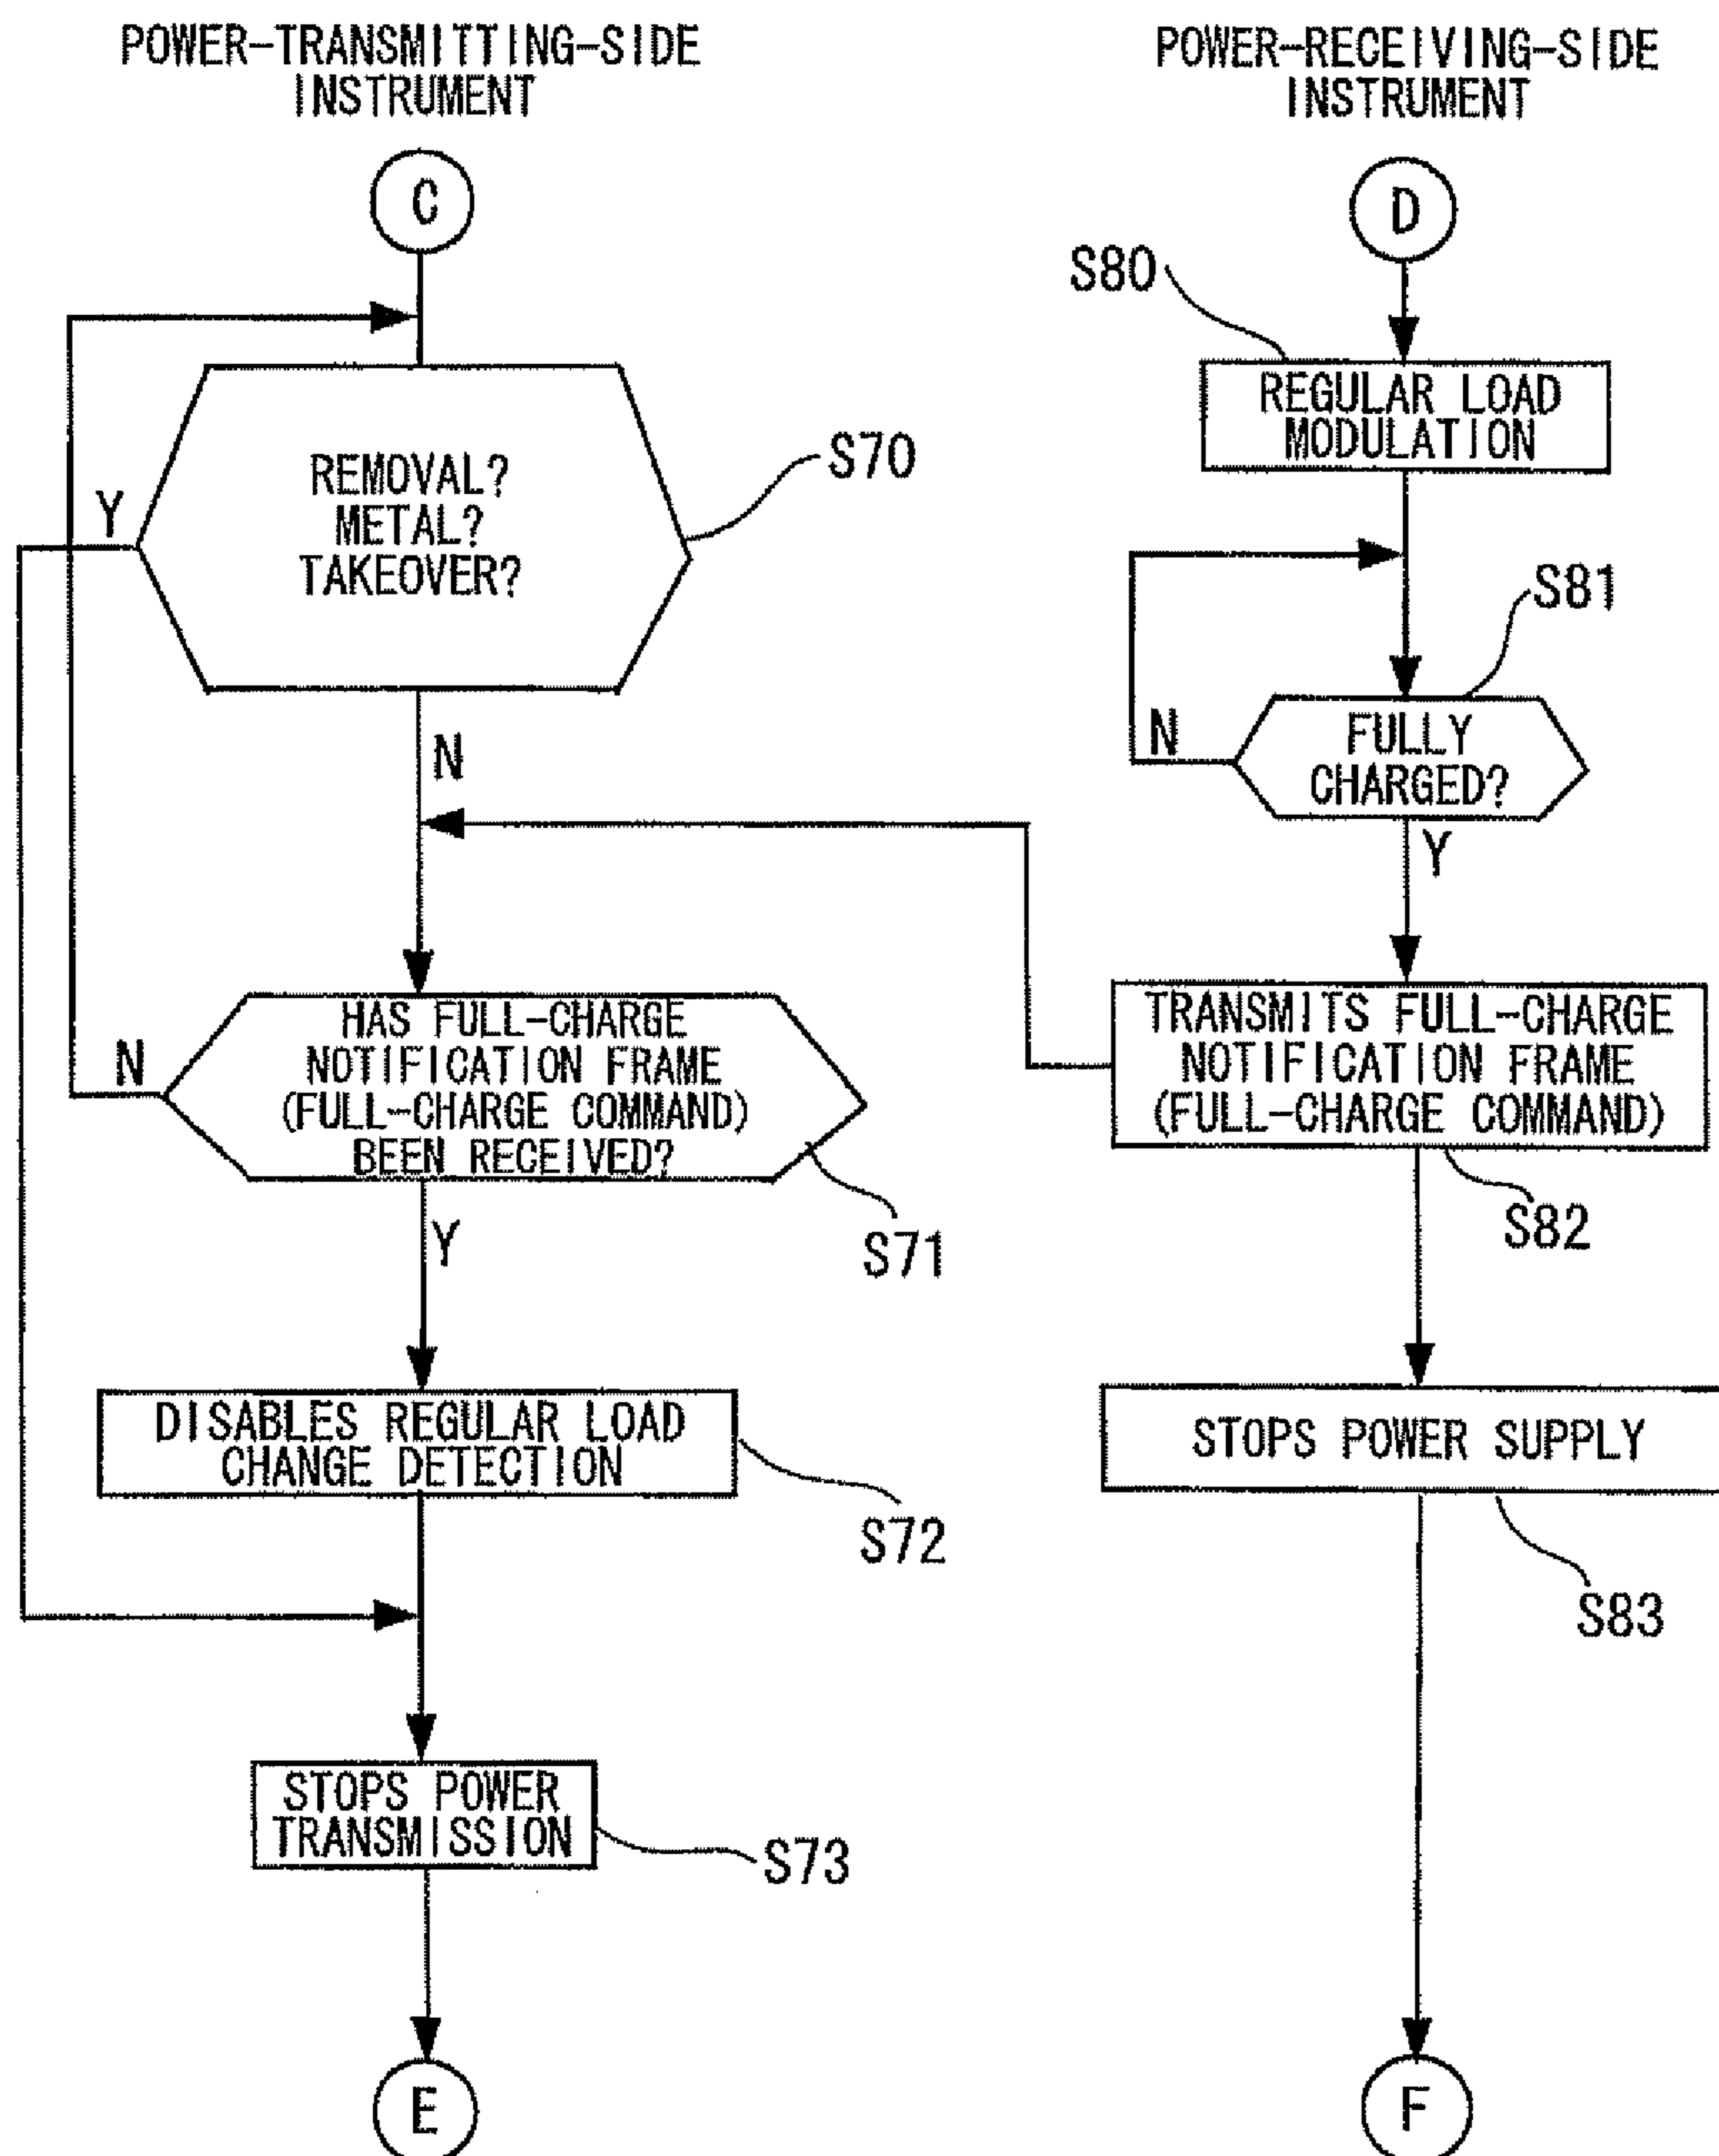 POWER-TRANSMITTING-SIDE
INSTRUMENT
C
REMOVAL?
METAL?
TAKEOVER?
S70
Y
N
HAS FULL-CHARGE
NOTIFICATION FRAME
(FULL-CHARGE COMMAND)
BEEN RECEIVED?
N
S71
Y
DISABLES REGULAR LOAD
CHANGE DETECTION
S72
STOPS POWER
TRANSMISSION
S73
E
POWER-RECEIVING-SIDE
INSTRUMENT
D
S80
REGULAR LOAD
MODULATION
S81
N
FULLY
CHARGED?
Y
TRANSMITS FULL-CHARGE
NOTIFICATION FRAME
(FULL-CHARGE COMMAND)
S82
STOPS POWER SUPPLY
S83
F